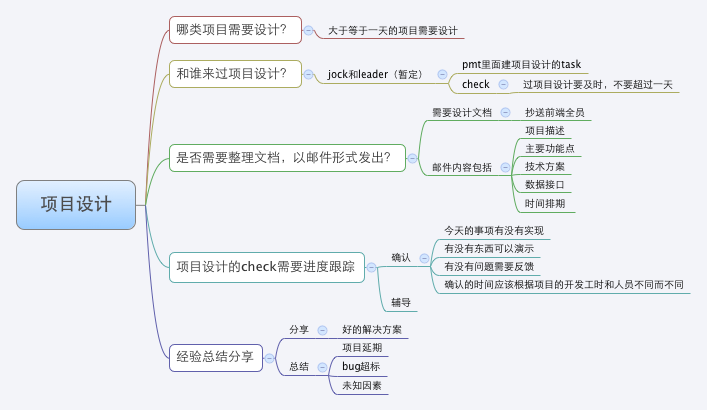 项目设计
哪类项目需要设计?
大于等于一天的项目需要设计
和谁来过项目设计?
jock和leader（暂定）
pmt里面建项目设计的task
check
过项目设计要及时，不要超过一天
是否需要整理文档，以邮件形式发出?
需要设计文档
抄送前端全员
邮件内容包括
项目描述
主要功能点
技术方案
数据接口
时间排期
项目设计的check需要进度跟踪
确认
今天的事项有没有实现
有没有东西可以演示
有没有问题需要反馈
确认的时间应该根据项目的开发工时和人员不同而不同
辅导
经验总结分享
分享
好的解决方案
总结
项目延期
bug超标
未知因素